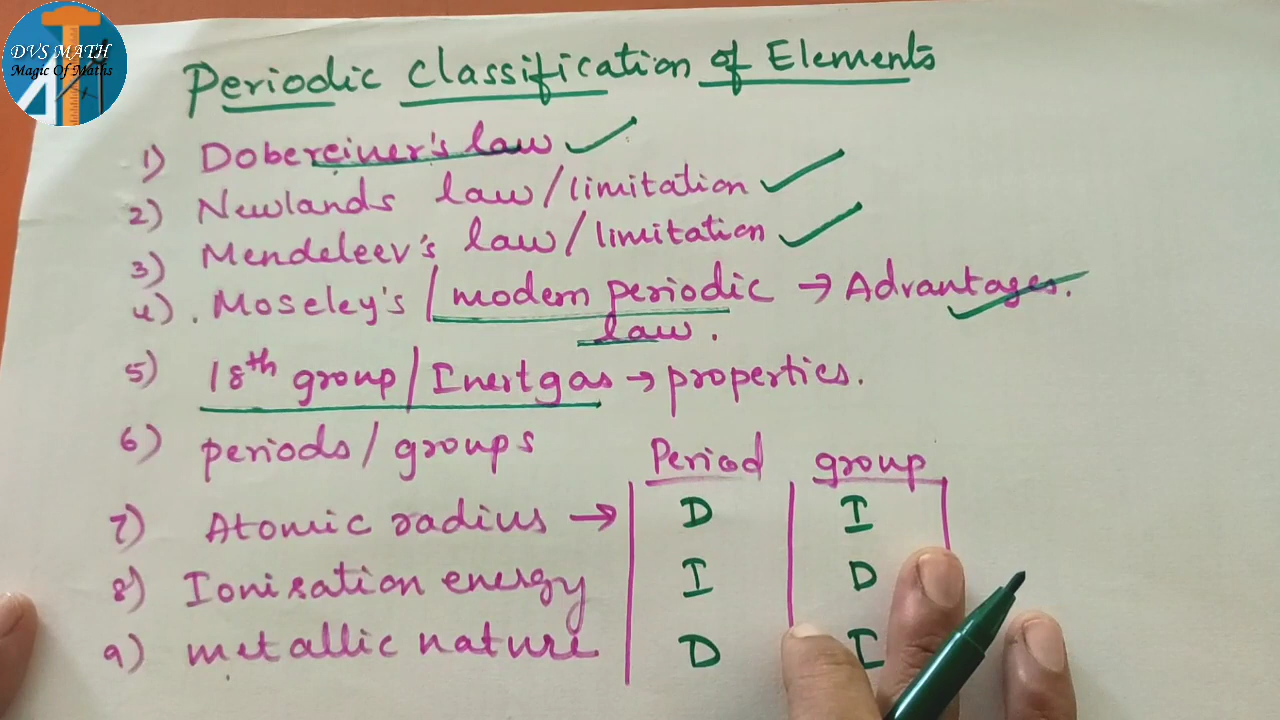 DVS MATH
Magic Of Maths
Periodic Classification of Elements
1) Dobereiner's law
2) Newlands law/limitation
3) Mendeleev's law/limitation
4). Moseley's / modern periodic → Advantages.
law.
5) 18th group / Inert gas → properties.
6) periods / groups
Period group
7) Atomic radius → D I
8) Ionisation energy I D
9) metallic nature D I